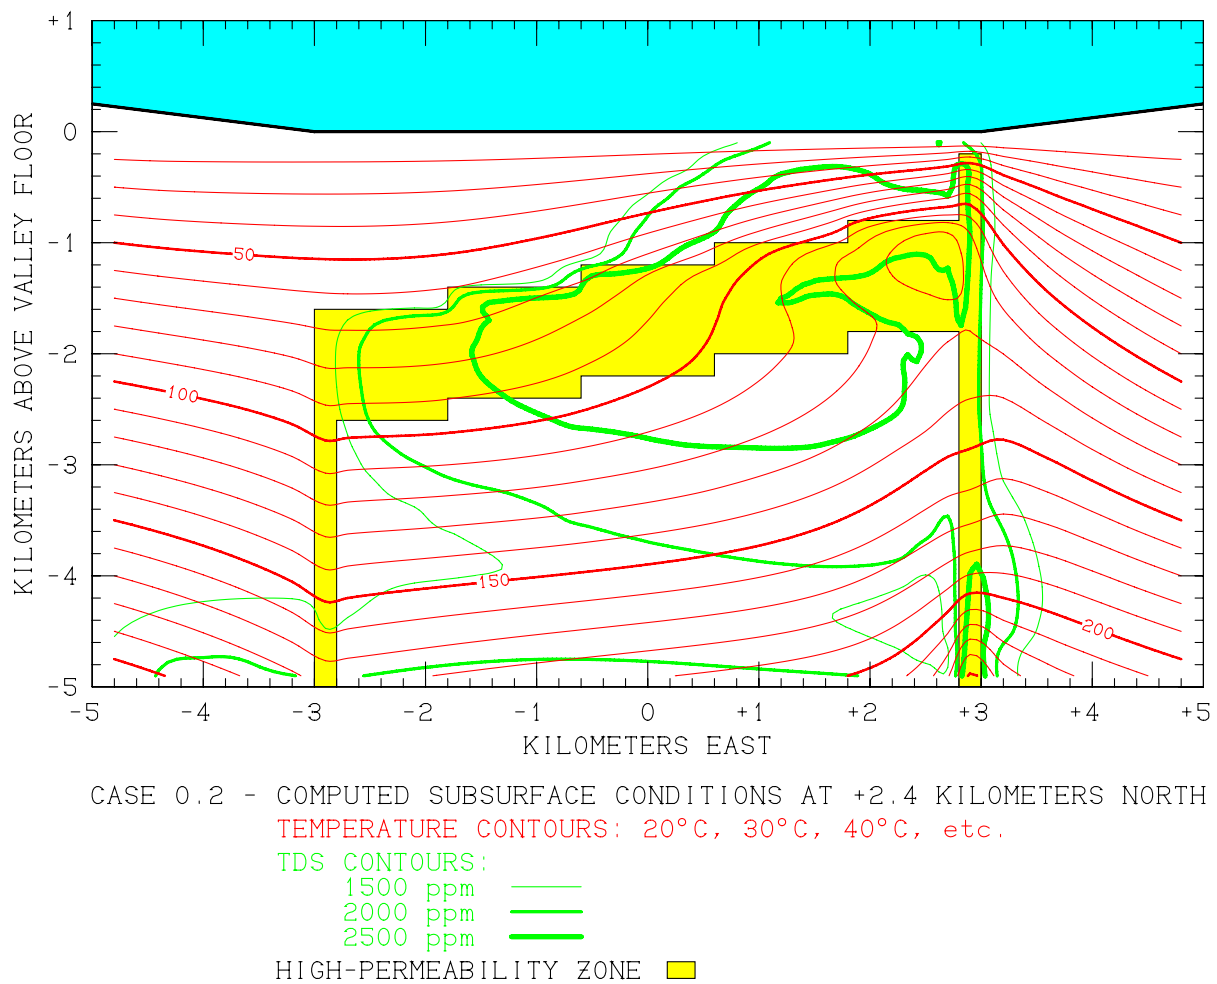 +1
0
-1
-2
-3
-4
-5
KILOMETERS ABOVE VALLEY FLOOR
50
100
150
200
-5 -4 -3 -2 -1 0 +1 +2 +3 +4 +5
KILOMETERS EAST
CASE 0.2 - COMPUTED SUBSURFACE CONDITIONS AT +2.4 KILOMETERS NORTH
TEMPERATURE CONTOURS: 20°C, 30°C, 40°C, etc.
TDS CONTOURS:
1500 ppm
2000 ppm
2500 ppm
HIGH-PERMEABILITY ZONE